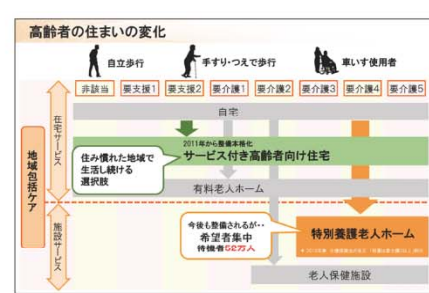 高齢者の住まいの変化
自立歩行
手すり・つえで歩行
車いす使用者
非該当
要支援1
要支援2
要介護1
要介護2
要介護3
要介護4
要介護5
地域包括ケア
在宅サービス
自宅
2011年から整備本格化
サービス付き高齢者向け住宅
住み慣れた地域で
生活し続ける
選択肢
有料老人ホーム
施設サービス
今後も整備されるが‥
希望者集中
待機者52万人
特別養護老人ホーム
老人保健施設